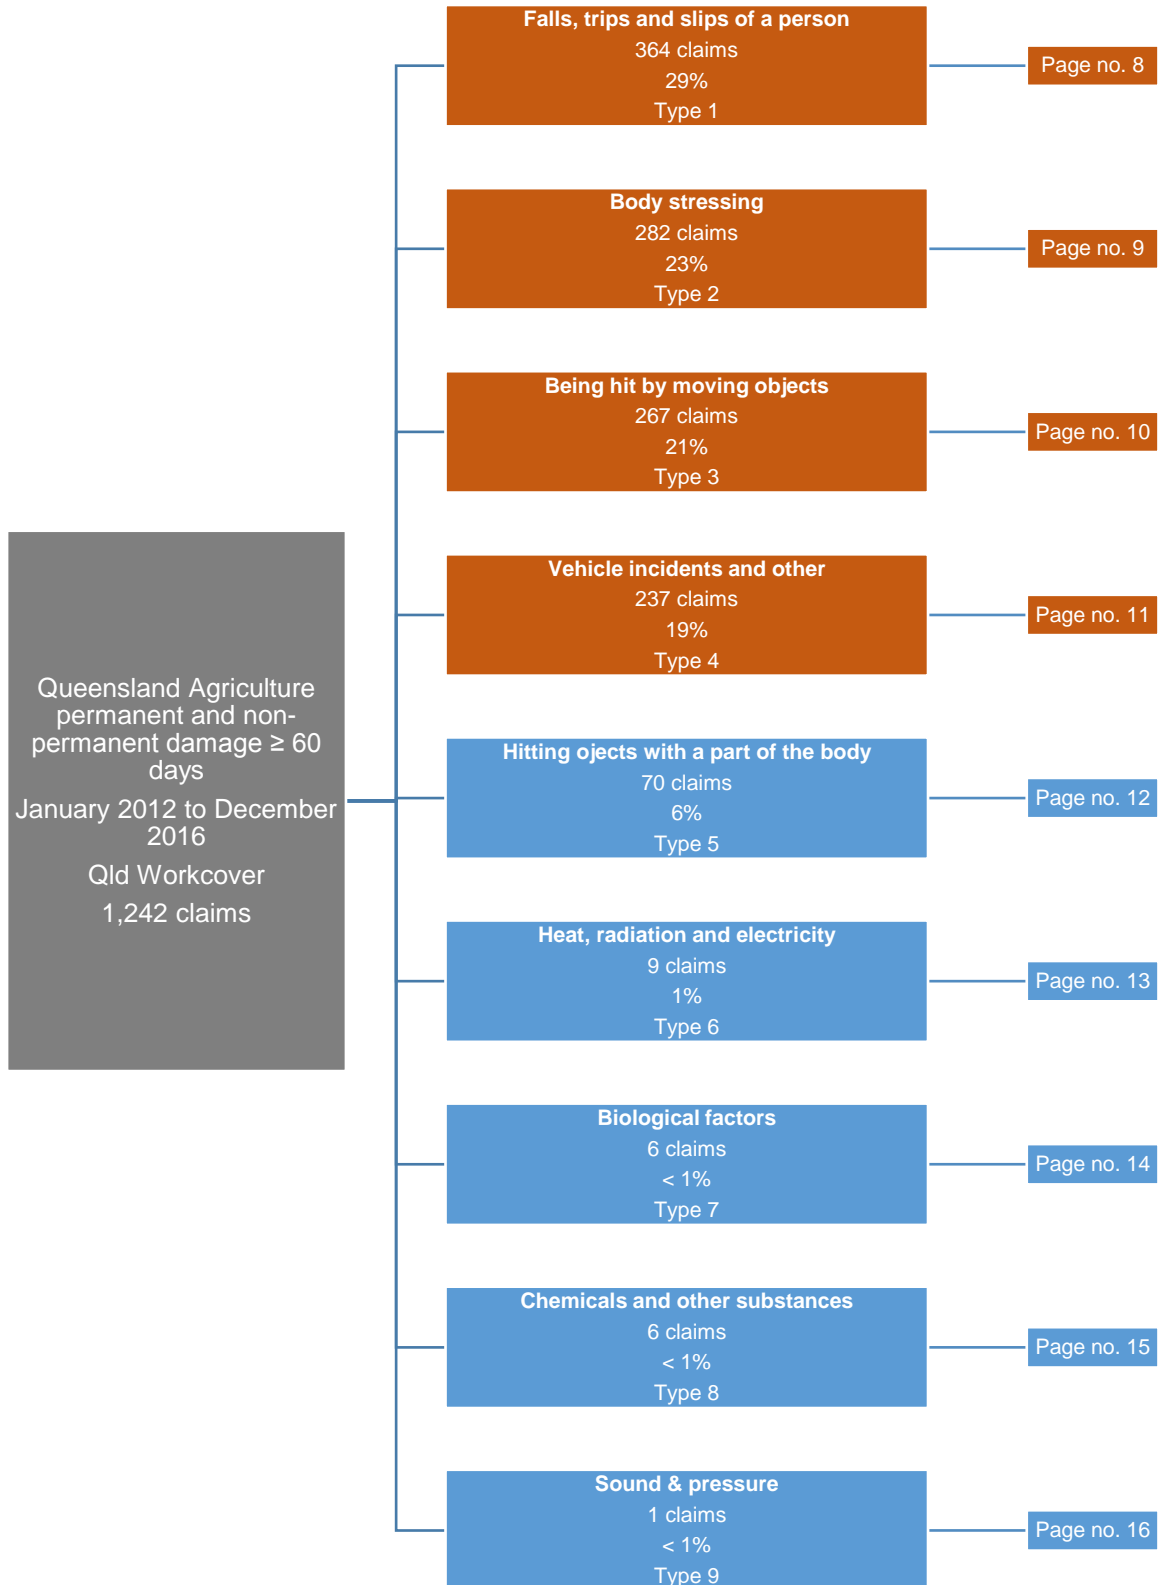 Falls, trips and slips of a person
364 claims
29%
Type 1
Page no. 8
Body stressing
282 claims
23%
Type 2
Page no. 9
Being hit by moving objects
267 claims
21%
Type 3
Page no. 10
Vehicle incidents and other
237 claims
19%
Type 4
Page no. 11
Queensland Agriculture
permanent and non-
permanent damage ≥ 60
days
January 2012 to December
2016
Qld Workcover
1,242 claims
Hitting ojects with a part of the body
70 claims
6%
Type 5
Page no. 12
Heat, radiation and electricity
9 claims
1%
Type 6
Page no. 13
Biological factors
6 claims
< 1%
Type 7
Page no. 14
Chemicals and other substances
6 claims
< 1%
Type 8
Page no. 15
Sound & pressure
1 claims
< 1%
Type 9
Page no. 16